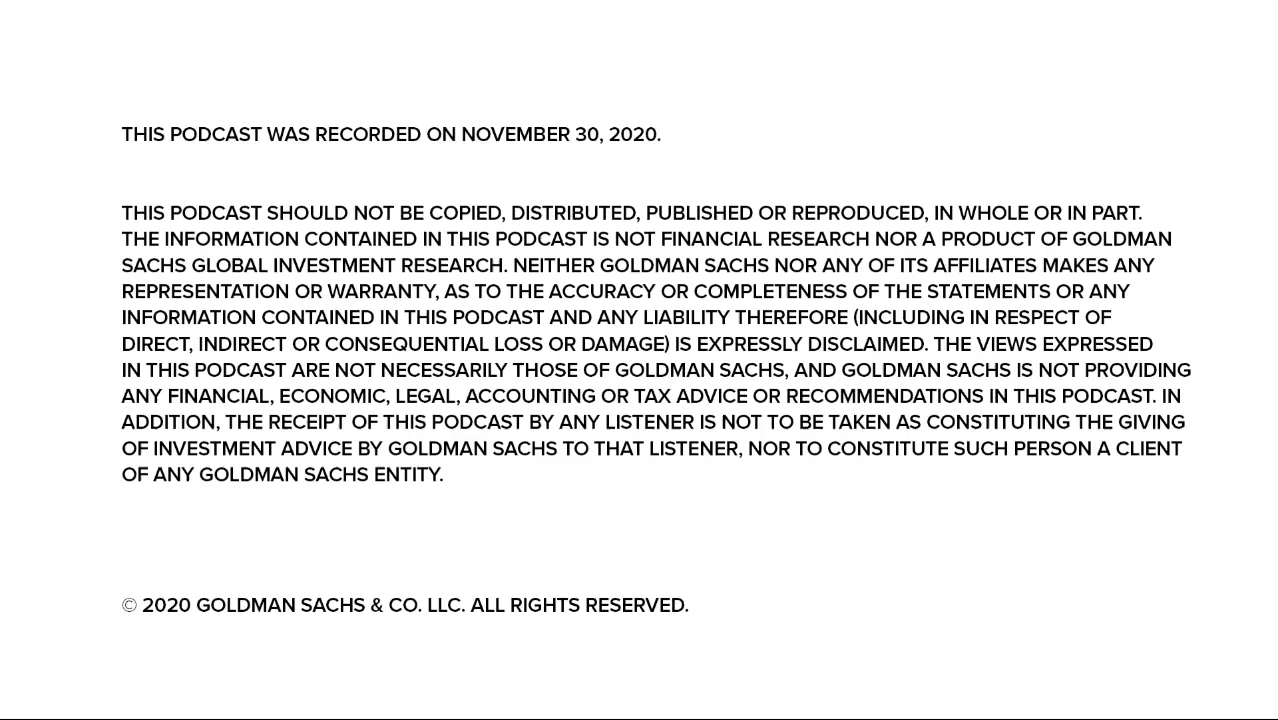 THIS PODCAST WAS RECORDED ON NOVEMBER 30, 2020.
THIS PODCAST SHOULD NOT BE COPIED, DISTRIBUTED, PUBLISHED OR REPRODUCED, IN WHOLE OR IN PART.
THE INFORMATION CONTAINED IN THIS PODCAST IS NOT FINANCIAL RESEARCH NOR A PRODUCT OF GOLDMAN
SACHS GLOBAL INVESTMENT RESEARCH. NEITHER GOLDMAN SACHS NOR ANY OF ITS AFFILIATES MAKES ANY
REPRESENTATION OR WARRANTY, AS TO THE ACCURACY OR COMPLETENESS OF THE STATEMENTS OR ANY
INFORMATION CONTAINED IN THIS PODCAST AND ANY LIABILITY THEREFORE (INCLUDING IN RESPECT OF
DIRECT, INDIRECT OR CONSEQUENTIAL LOSS OR DAMAGE) IS EXPRESSLY DISCLAIMED. THE VIEWS EXPRESSED
IN THIS PODCAST ARE NOT NECESSARILY THOSE OF GOLDMAN SACHS, AND GOLDMAN SACHS IS NOT PROVIDING
ANY FINANCIAL, ECONOMIC, LEGAL, ACCOUNTING OR TAX ADVICE OR RECOMMENDATIONS IN THIS PODCAST. IN
ADDITION, THE RECEIPT OF THIS PODCAST BY ANY LISTENER IS NOT TO BE TAKEN AS CONSTITUTING THE GIVING
OF INVESTMENT ADVICE BY GOLDMAN SACHS TO THAT LISTENER, NOR TO CONSTITUTE SUCH PERSON A CLIENT
OF ANY GOLDMAN SACHS ENTITY.
© 2020 GOLDMAN SACHS & CO. LLC. ALL RIGHTS RESERVED.